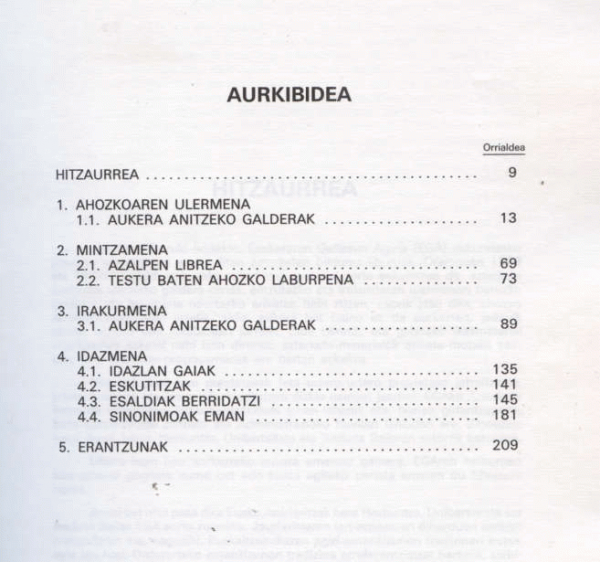 AURKIBIDEA
Orrialdea
HITZAURREA ............................................ 9
1. AHOZKOAREN ULERMENA
1.1. AUKERA ANITZEKO GALDERAK .................... 13
2. MINTZAMENA
2.1. AZALPEN LIBREA ................................ 69
2.2. TESTU BATEN AHOZKO LABURPENA ................ 73
3. IRAKURMENA
3.1. AUKERA ANITZEKO GALDERAK .................... 89
4. IDAZMENA
4.1. IDAZLAN GAIAK ................................ 135
4.2. ESKUTITZAK .................................... 141
4.3. ESALDIAK BERRIDATZI ........................... 145
4.4. SINONIMOAK EMAN .............................. 181
5. ERANTZUNAK ....................................... 209